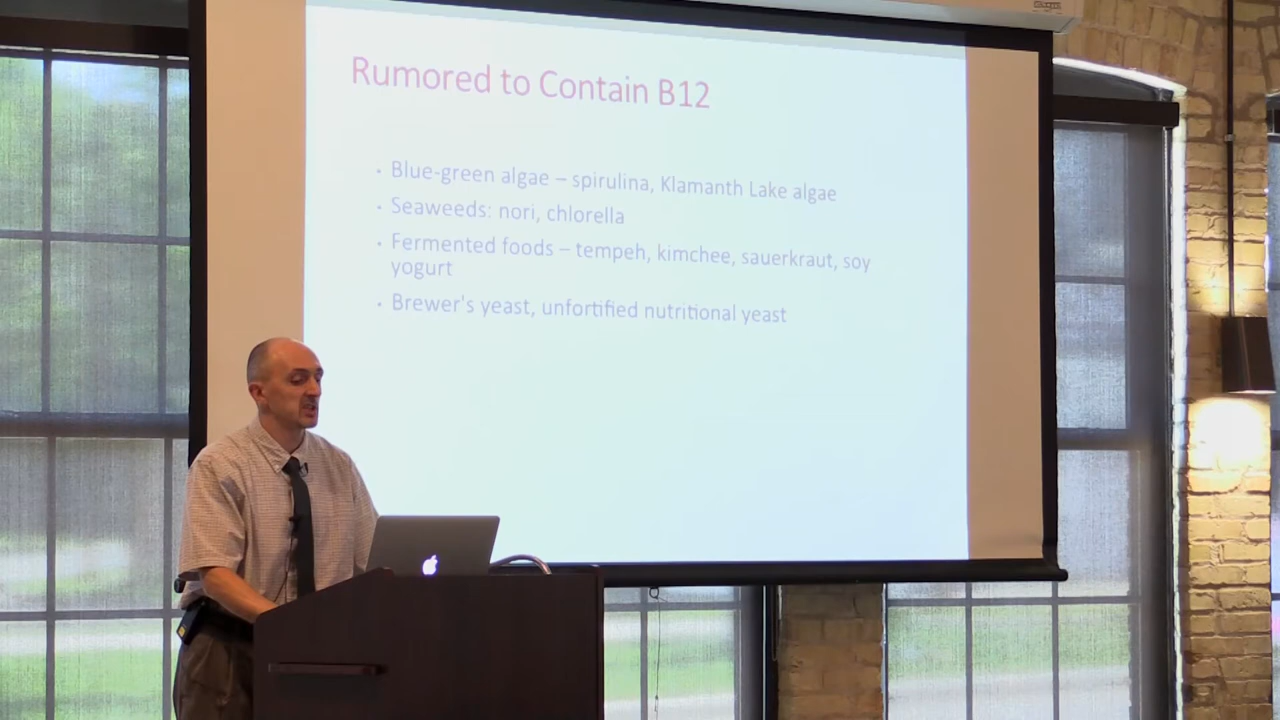 Rumored to Contain B12
• Blue-green algae – spirulina, Klamanth Lake algae
• Seaweeds: nori, chlorella
• Fermented foods – tempeh, kimchee, sauerkraut, soy
yogurt
• Brewer's yeast, unfortified nutritional yeast